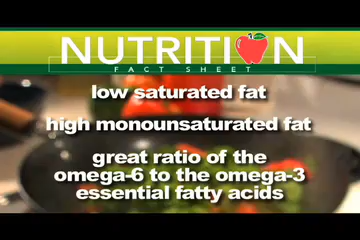 NUTRITION
FACT SHEET
low saturated fat
high monounsaturated fat
great ratio of the
omega-6 to the omega-3
essential fatty acids